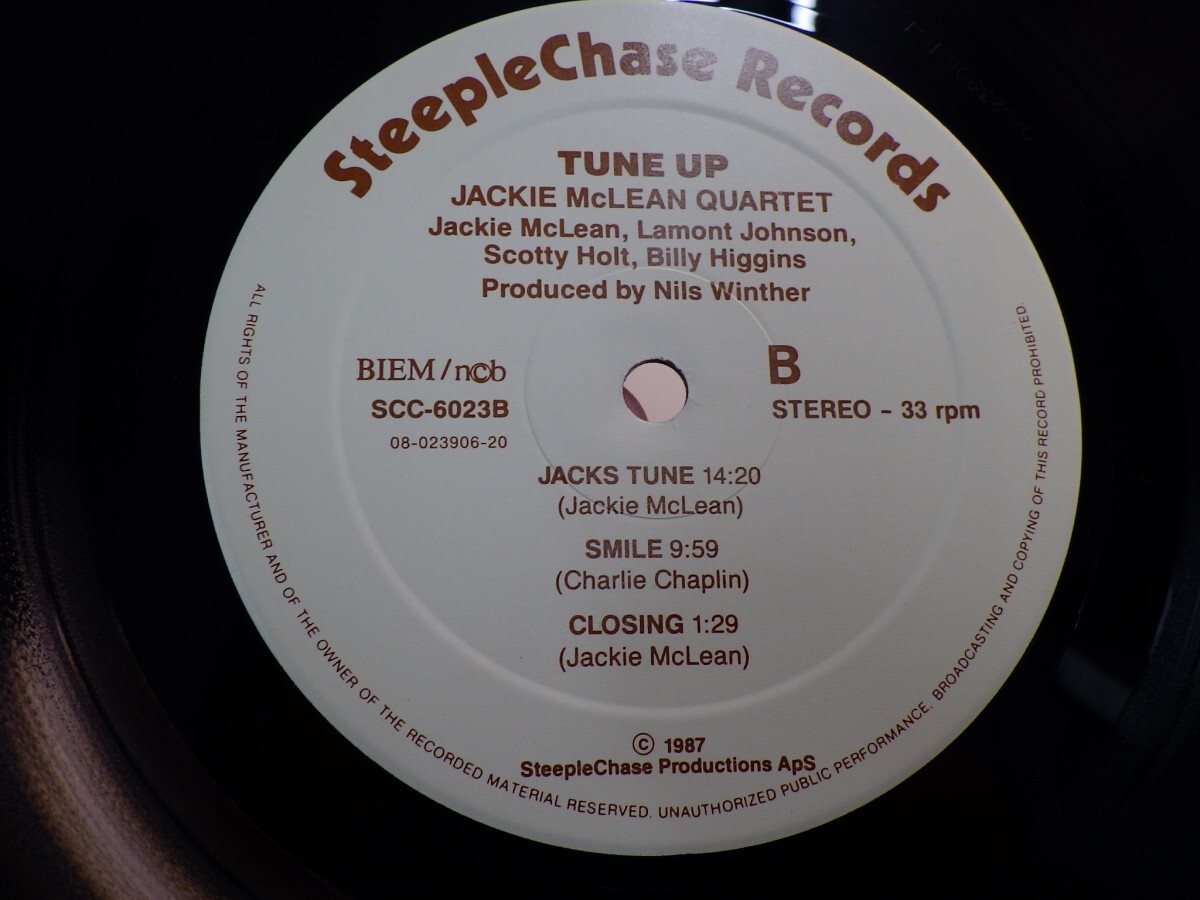 SteepleChase Records
TUNE UP
JACKIE McLEAN QUARTET
Jackie McLean, Lamont Johnson,
Scotty Holt, Billy Higgins
Produced by Nils Winther
BIEM/n©b
SCC-6023B
08-023906-20
B
STEREO - 33 rpm
JACKS TUNE 14:20
(Jackie McLean)
SMILE 9:59
(Charlie Chaplin)
CLOSING 1:29
(Jackie McLean)
© 1987
SteepleChase Productions ApS
ALL RIGHTS OF THE MANUFACTURER AND OF THE OWNER OF THE RECORDED MATERIAL RESERVED. UNAUTHORIZED PUBLIC PERFORMANCE. BROADCASTING AND COPYING OF THIS RECORD PROHIBITED.